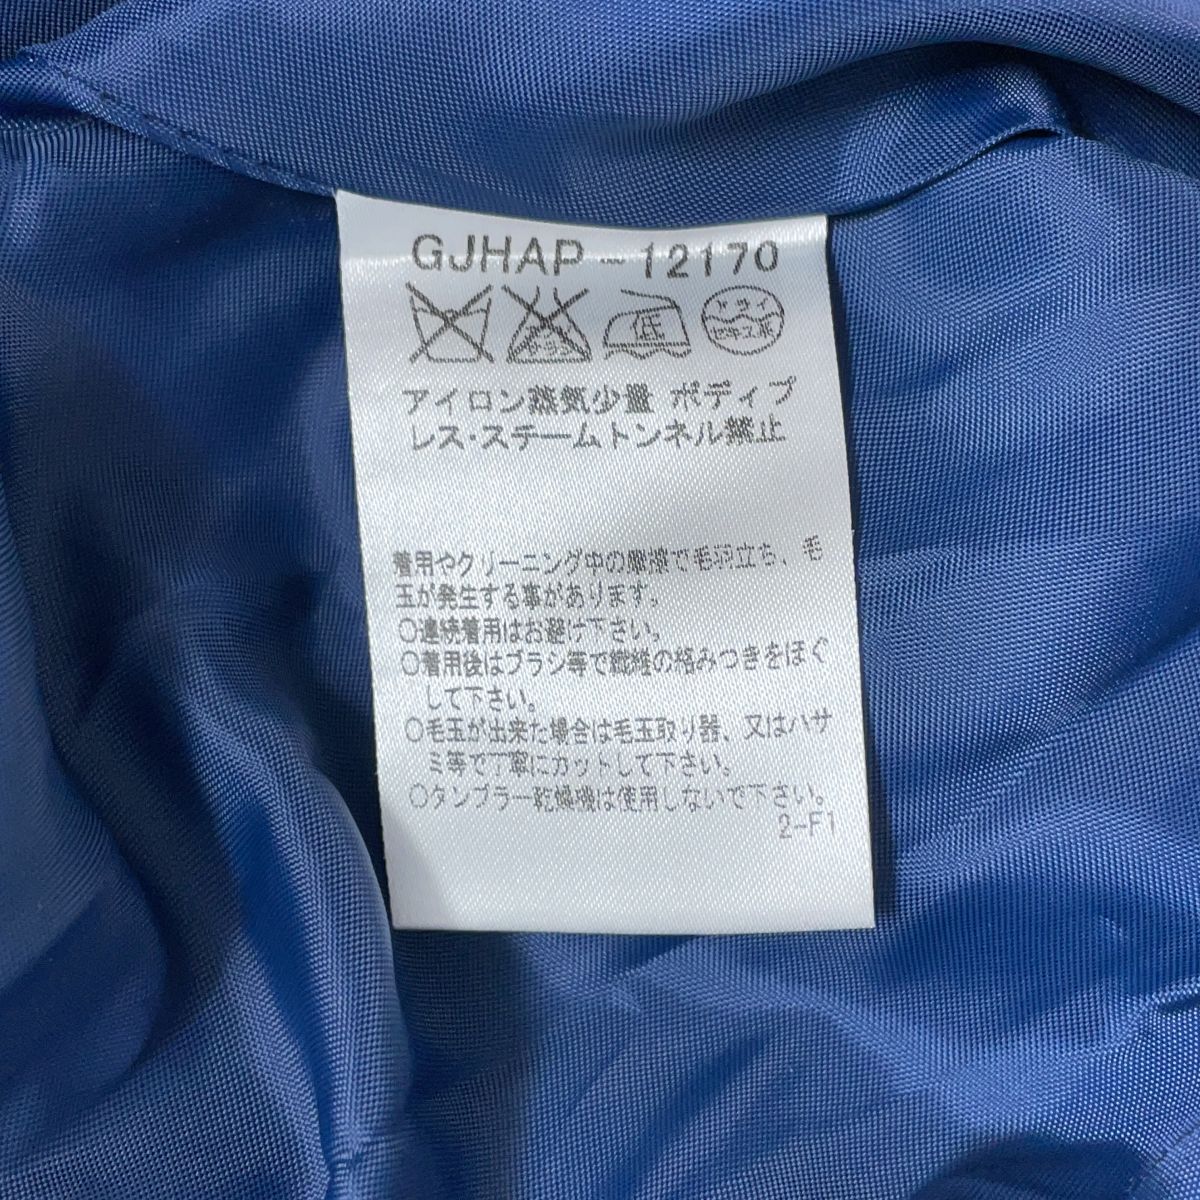 GJHAP-12170
低 ドライ セキユ系
アイロン蒸気少量 ボディプ
レス・スチームトンネル禁止
着用やクリーニング中の摩擦で毛羽立ち、毛
玉が発生する事があります。
○連続着用はお避け下さい。
○着用後はブラシ等で繊維の絡みつきをほぐ
して下さい。
○毛玉が出来た場合は毛玉取り器、又はハサ
ミ等で丁寧にカットして下さい。
○タンブラー乾燥機は使用しないで下さい。
2-F1